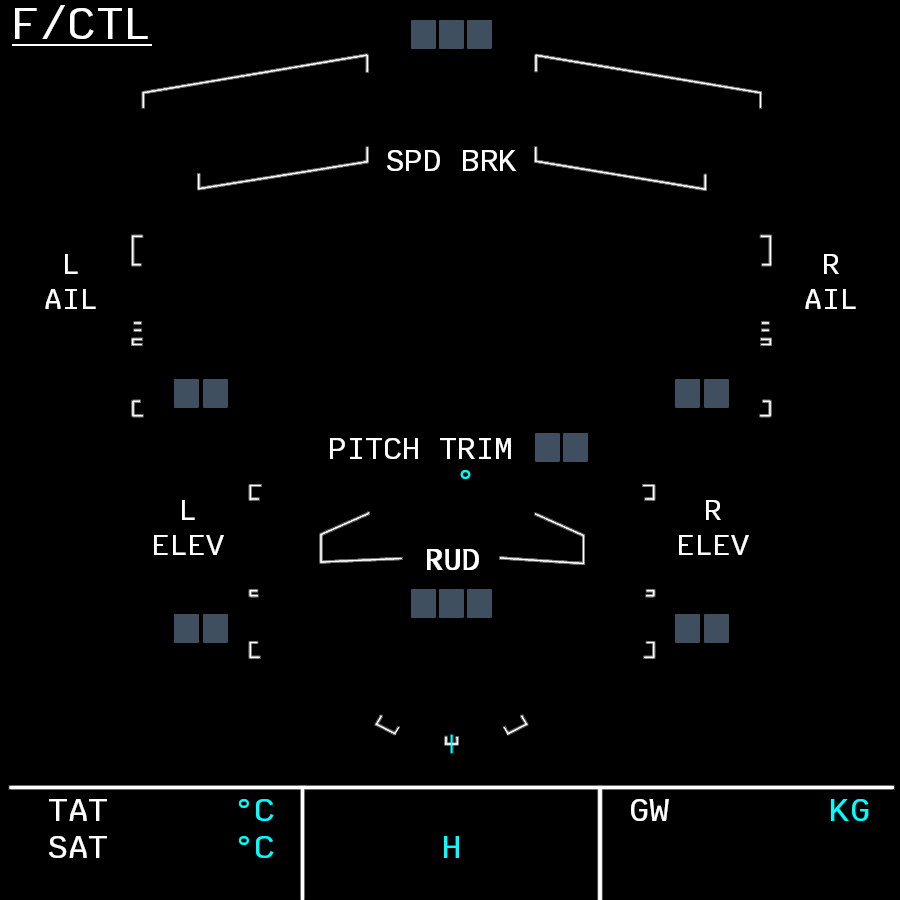 F/CTL
SPD BRK
L
AIL
R
AIL
PITCH TRIM
°
L
ELEV
R
ELEV
RUD
TAT °C
SAT °C
H
GW KG